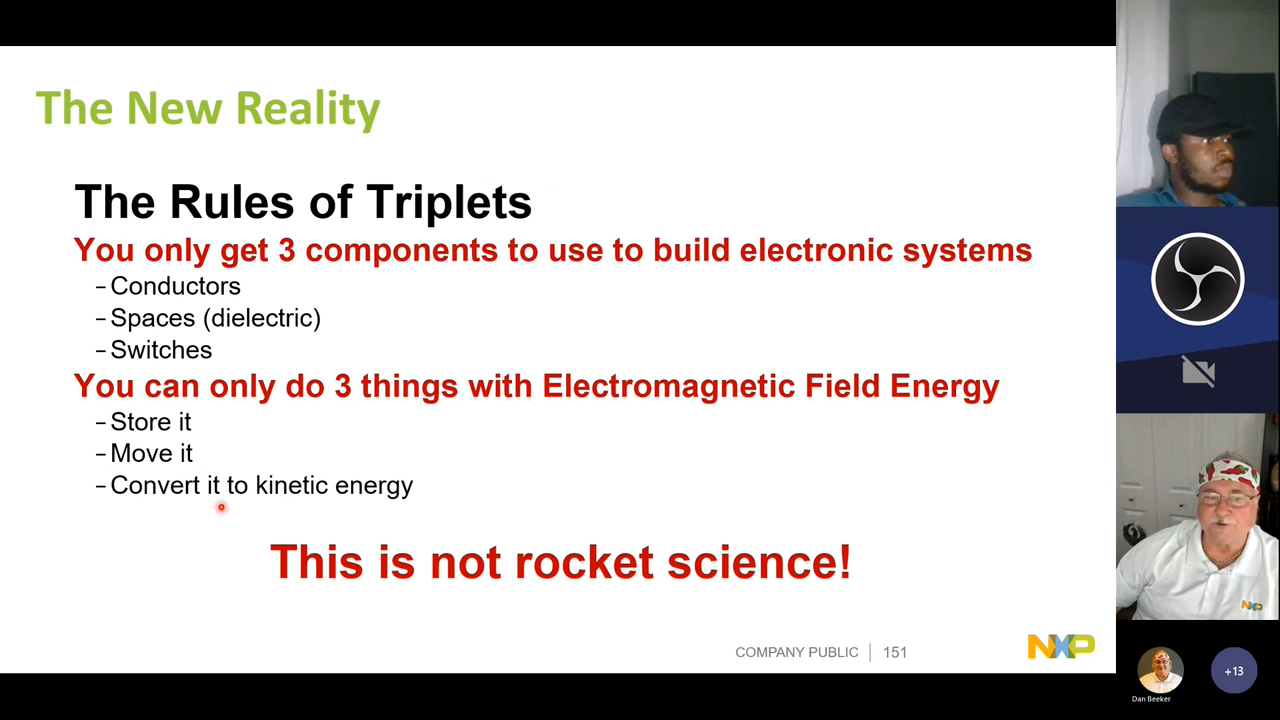 The New Reality
The Rules of Triplets
You only get 3 components to use to build electronic systems
– Conductors
– Spaces (dielectric)
– Switches
You can only do 3 things with Electromagnetic Field Energy
– Store it
– Move it
– Convert it to kinetic energy
This is not rocket science!
COMPANY PUBLIC | 151
NXP
NXP
Dan Beeker
+13